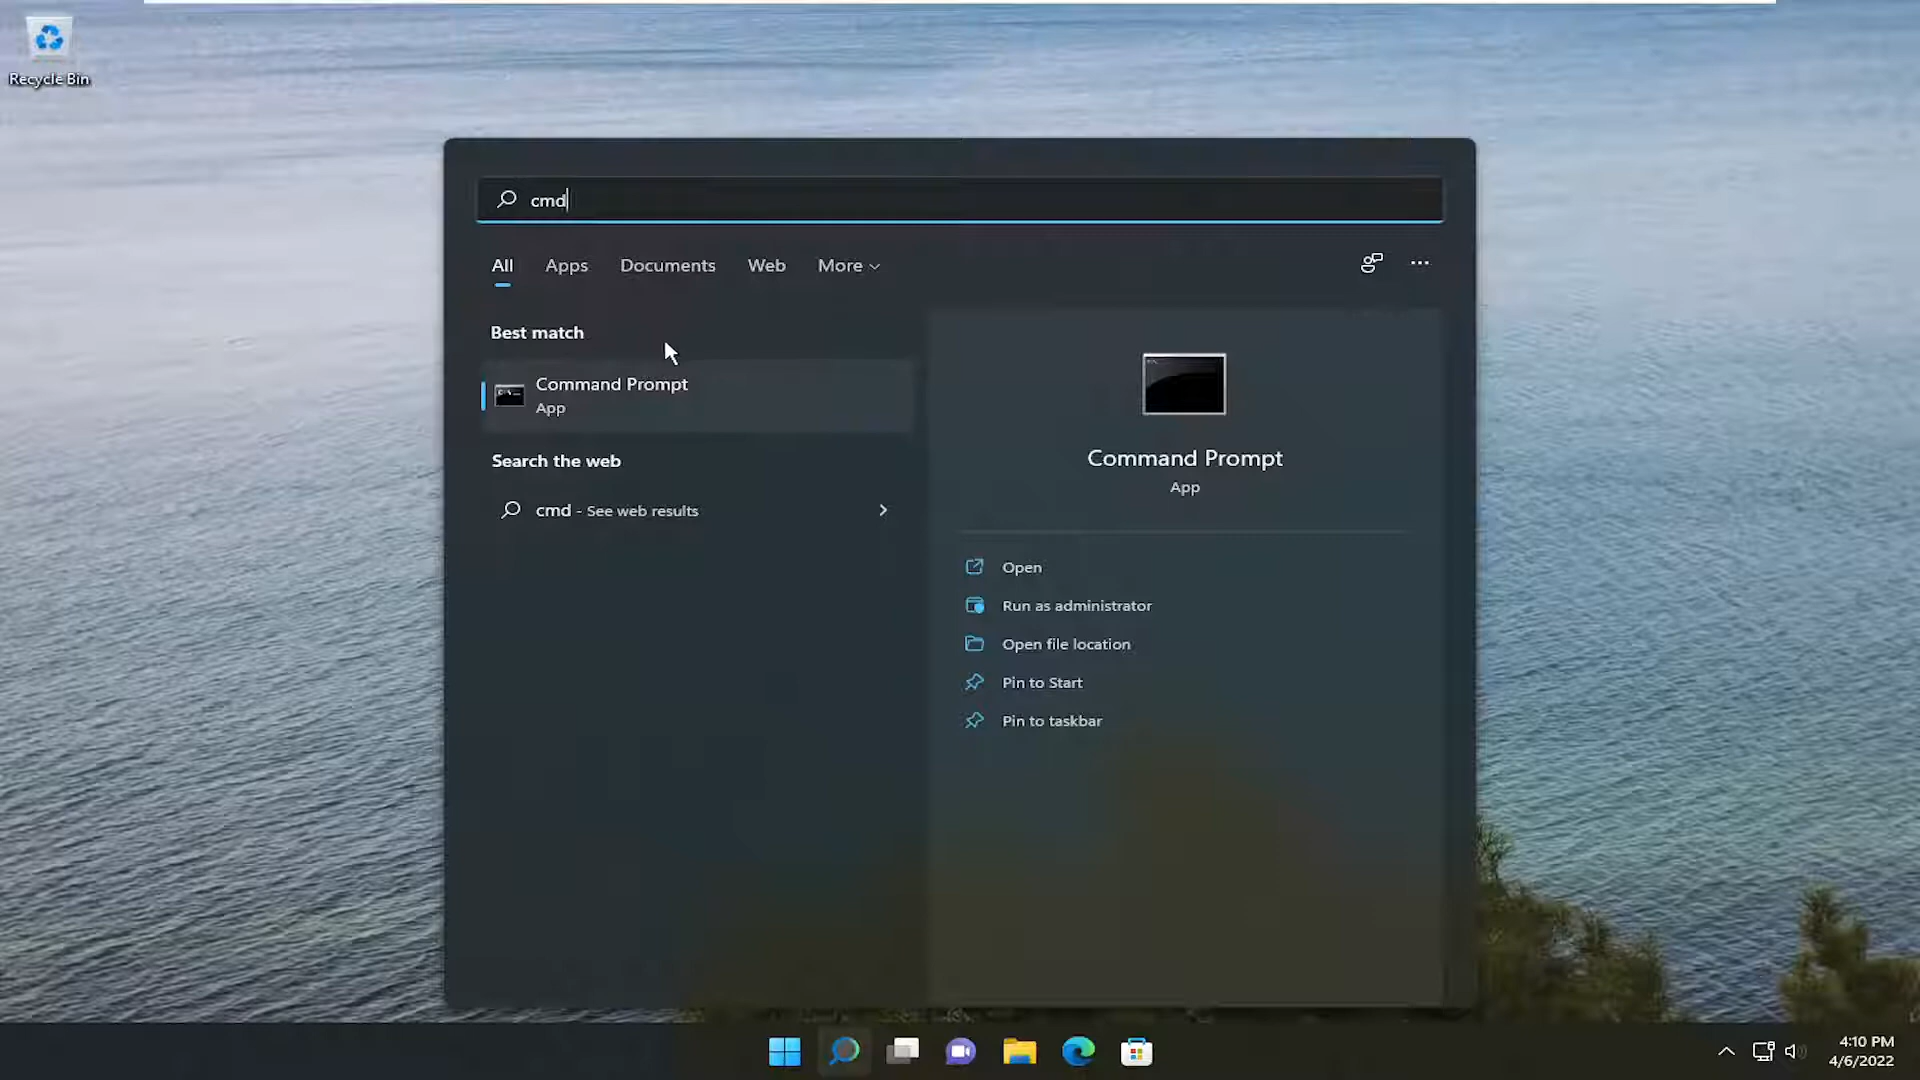 Recycle Bin
cmd
All
Apps
Documents
Web
More
Best match
Command Prompt
App
Search the web
cmd - See web results
Command Prompt
App
Open
Run as administrator
Open file location
Pin to Start
Pin to taskbar
4:10 PM
4/6/2022